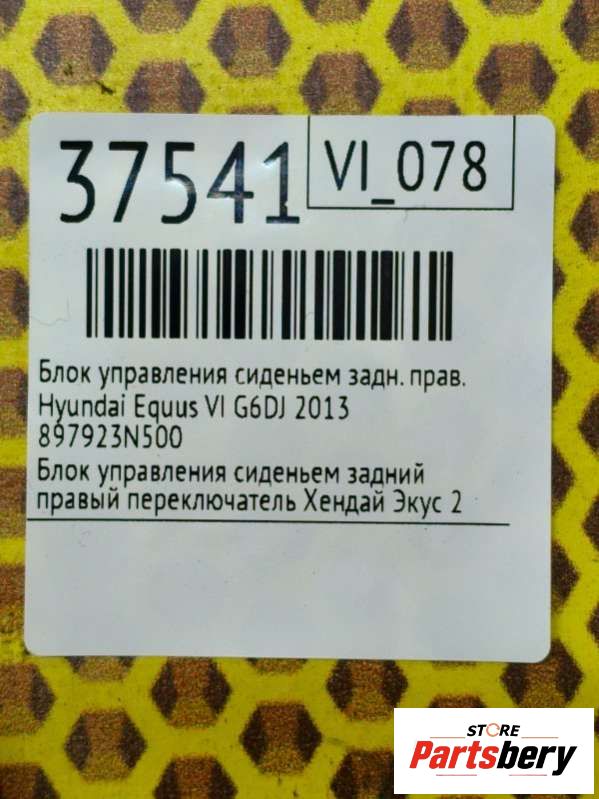 37541
VI_078
Блок управления сиденьем задн. прав.
Hyundai Equus VI G6DJ 2013
897923N500
Блок управления сиденьем задний
правый переключатель Хендай Экус 2
STORE
Partsbery